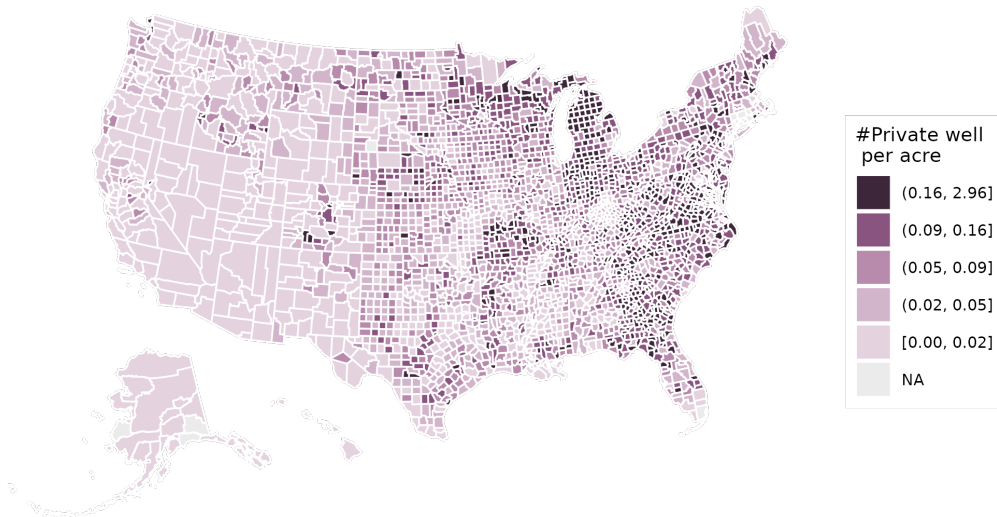 #Private well
per acre
(0.16, 2.96]
(0.09, 0.16]
(0.05, 0.09]
(0.02, 0.05]
[0.00, 0.02]
NA